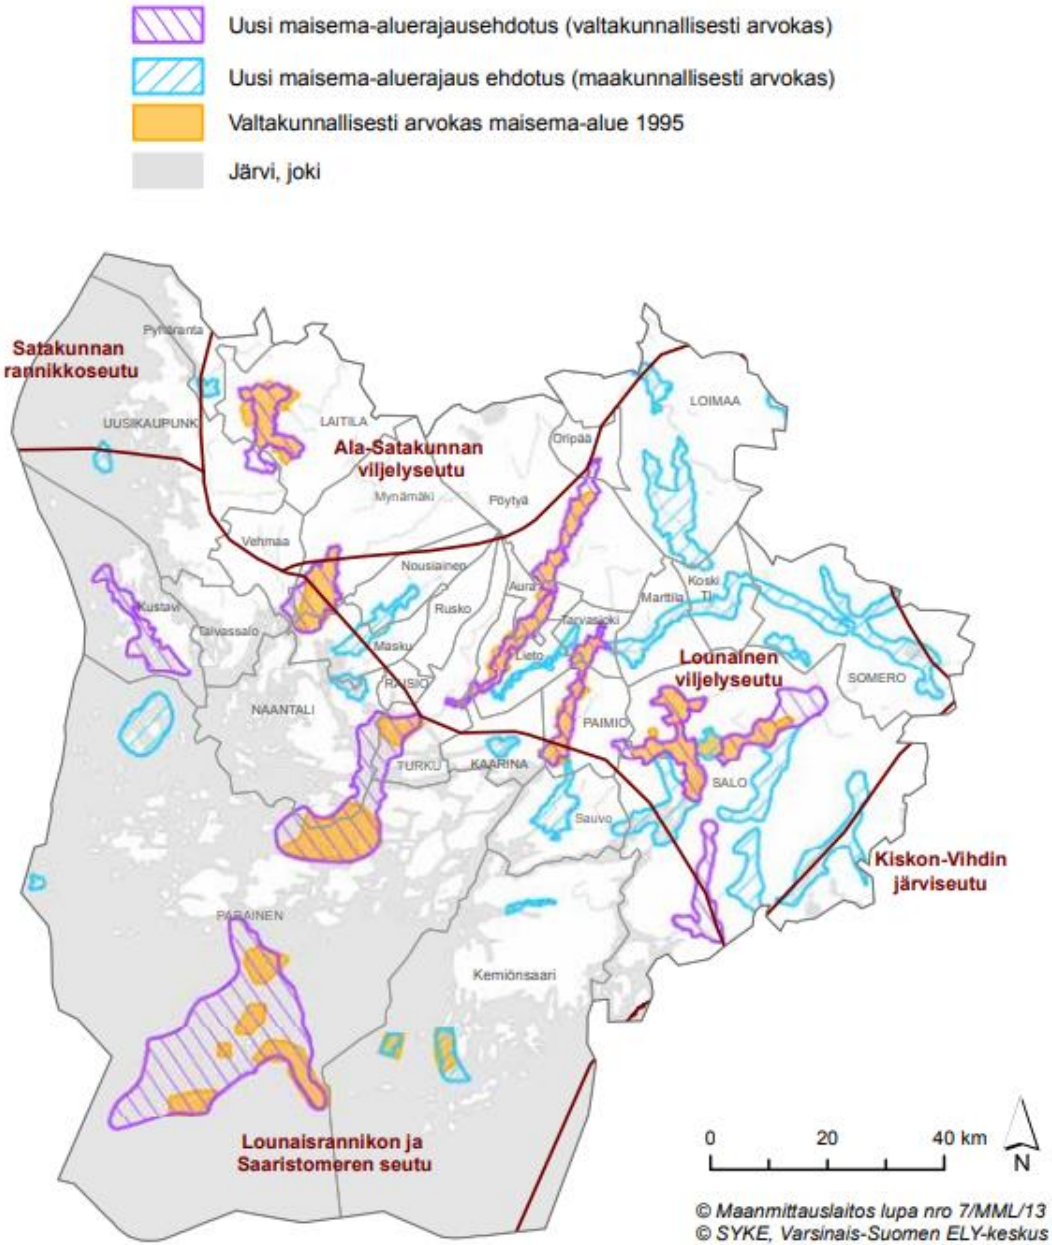 Uusi maisema-aluerajausehdotus (valtakunnallisesti arvokas)
Uusi maisema-aluerajaus ehdotus (maakunnallisesti arvokas)
Valtakunnallisesti arvokas maisema-alue 1995
Järvi, joki
Pyhäranta
Satakunnan
rannikkoseutu
LOIMAA
UUSIKAUPUNK
LAITILA
Oripää
Ala-Satakunnan
viljelyseutu
Mynämäki
Pöytyä
Vehmaa
Nousiainen
Koski
Tl
Aura
Marttila
Kustavi
Rusko
Tarvasjoki
Taivassalo
Masku
Lieto
Lounainen
viljelyseutu
RAISIO
SOMERO
NAANTALI
PAIMIO
TURKU
KAARINA
SALO
Sauvo
Kiskon-Vihdin
järviseutu
PARAINEN
Kemiönsaari
Lounaisrannikon ja
Saaristomeren seutu
0 20 40 km
N
© Maanmittauslaitos lupa nro 7/MML/13
© SYKE, Varsinais-Suomen ELY-keskus